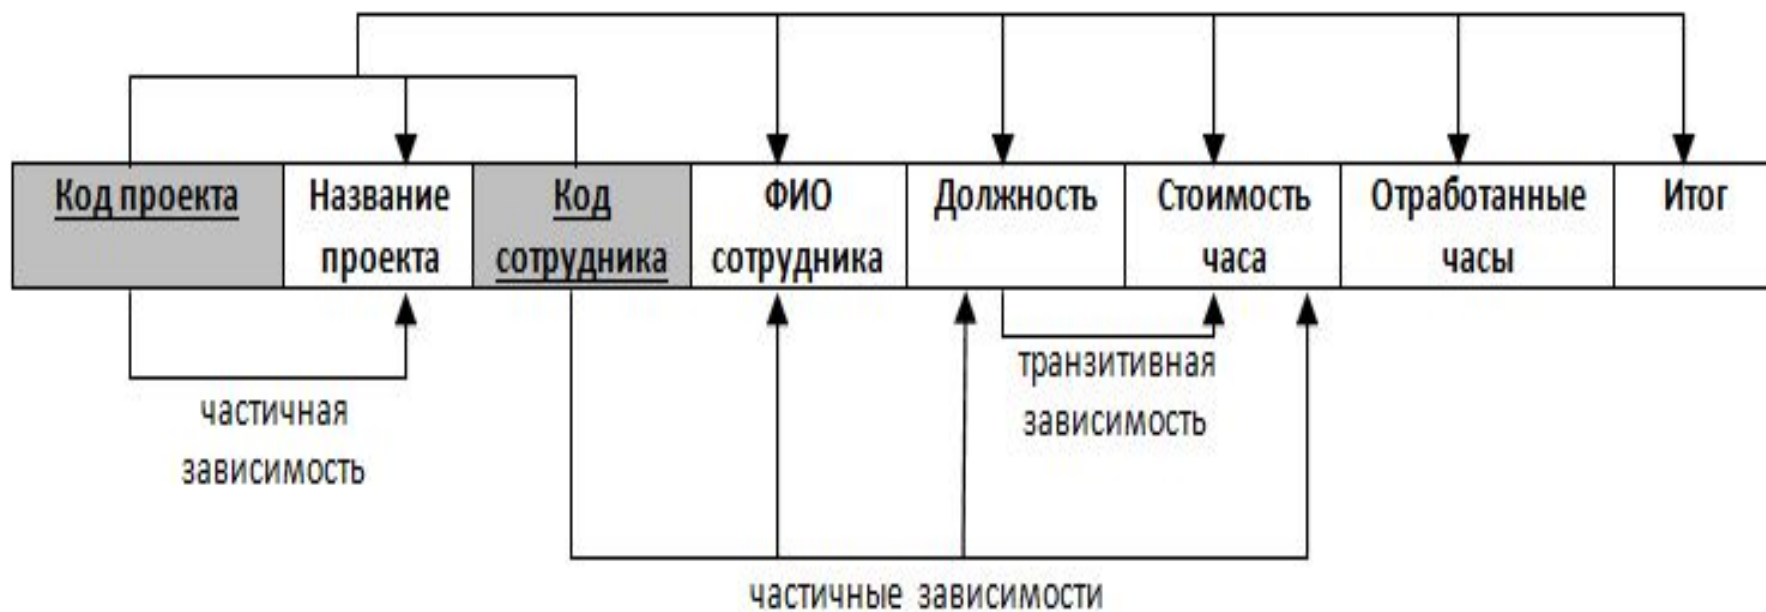 Код проекта
Название
проекта
Код
сотрудника
ФИО
сотрудника
Должность
Стоимость
часа
Отработанные
часы
Итог
частичная
зависимость
транзитивная
зависимость
частичные зависимости